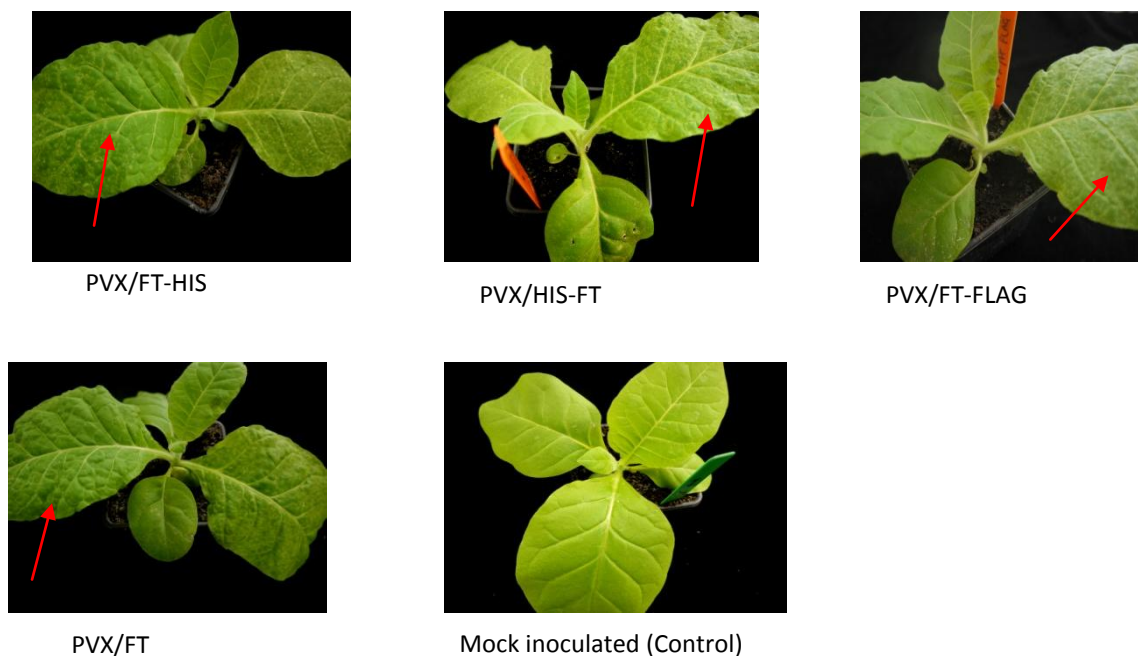 PVX/FT-HIS
PVX/HIS-FT
PVX/FT-FLAG
PVX/FT
Mock inoculated (Control)